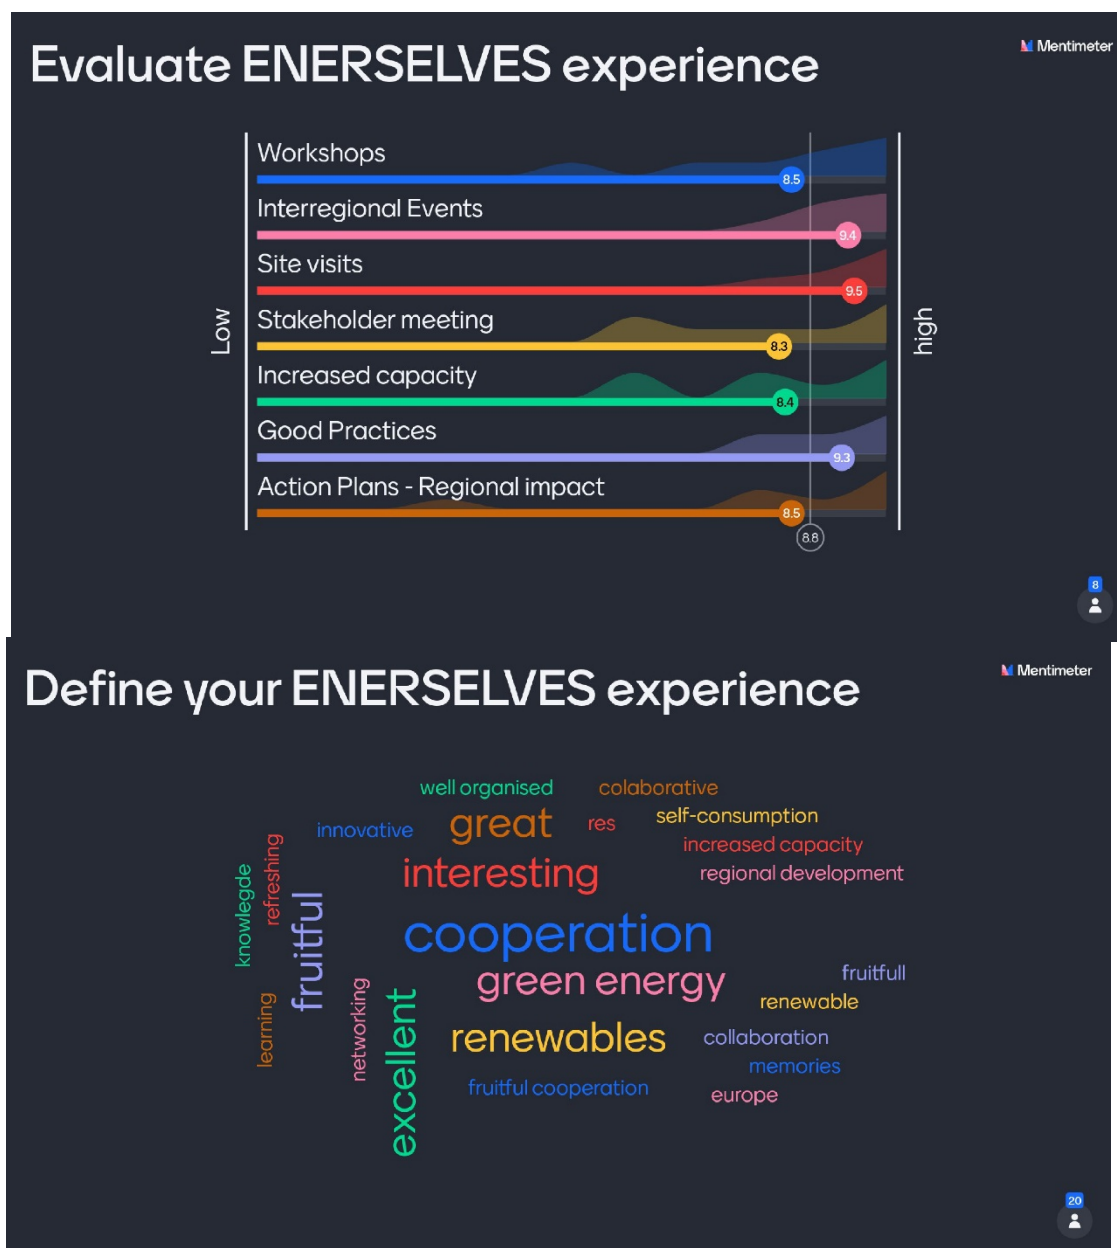 Evaluate ENERSELVES experience
Mentimeter
Workshops
8.5
Interregional Events
9.4
Site visits
9.5
Low
Stakeholder meeting
8.3
high
Increased capacity
8.4
Good Practices
9.3
Action Plans - Regional impact
8.5
8.8
8
Define your ENERSELVES experience
Mentimeter
well organised
colaborative
innovative
great
res
self-consumption
increased capacity
interesting
regional development
knowlegde
refreshing
fruitful
cooperation
green energy
fruitfull
renewable
learning
networking
excellent
renewables
collaboration
memories
fruitful cooperation
europe
20